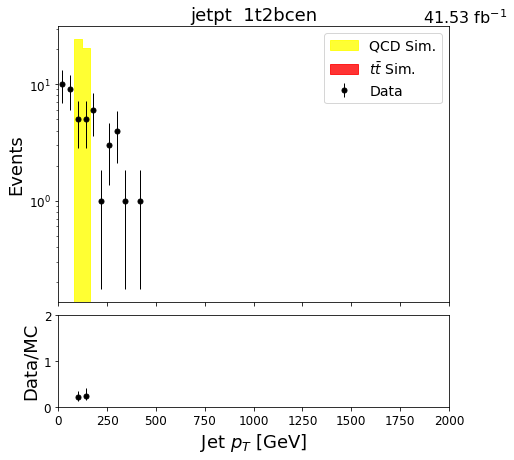 jetpt 1t2bcen
41.53 fb⁻¹
QCD Sim.
tt̄ Sim.
Data
Events
10¹
10⁰
Data/MC
2
1
0
0 250 500 750 1000 1250 1500 1750 2000
Jet p_T [GeV]